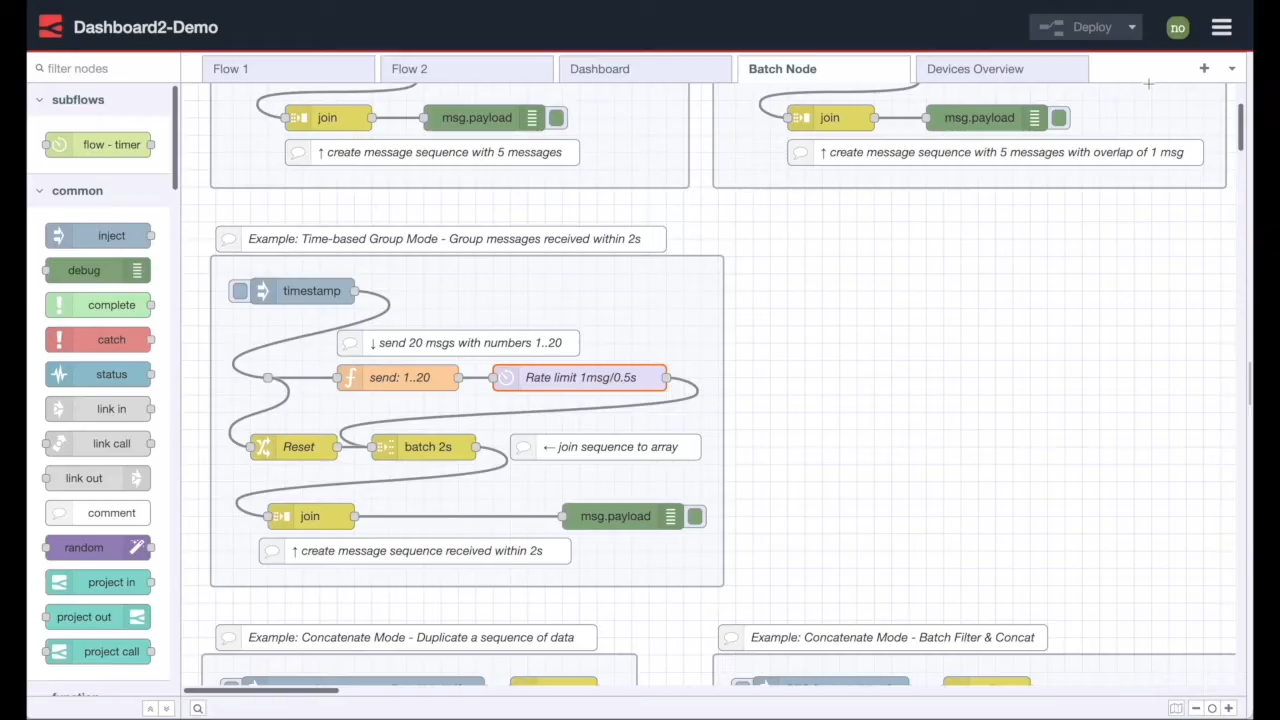 Dashboard2-Demo
Deploy
no
filter nodes
Flow 1
Flow 2
Dashboard
Batch Node
Devices Overview
subflows
flow - timer
common
inject
debug
complete
catch
status
link in
link call
link out
comment
random
project in
project out
project call
join
msg.payload
↑ create message sequence with 5 messages
join
msg.payload
↑ create message sequence with 5 messages with overlap of 1 msg
Example: Time-based Group Mode - Group messages received within 2s
timestamp
↓ send 20 msgs with numbers 1..20
send: 1..20
Rate limit 1msg/0.5s
Reset
batch 2s
← join sequence to array
join
msg.payload
↑ create message sequence received within 2s
Example: Concatenate Mode - Duplicate a sequence of data
Example: Concatenate Mode - Batch Filter & Concat